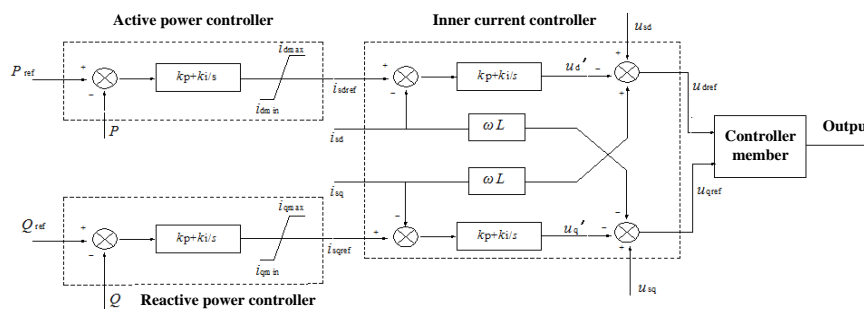 Active power controller
Inner current controller
usd
idmax
Pref
+
−
kp+ki/s
idmin
isdref
P
+
−
kp+ki/s
ud′
−
+
udref
isd
ωL
Controller member
Output
isq
ωL
uqref
Qref
+
−
kp+ki/s
iqmax
iqmin
isqref
Q
−
+
kp+ki/s
uq′
−
−
−
usq
Reactive power controller